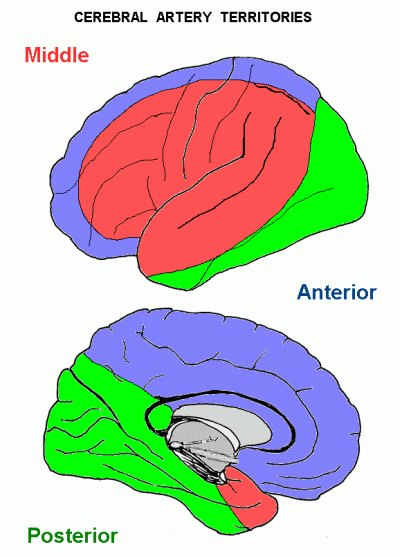 CEREBRAL ARTERY TERRITORIES
Middle
Anterior
Posterior